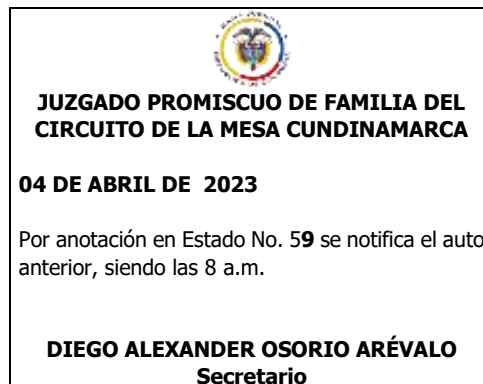 JUZGADO PROMISCUO DE FAMILIA DEL
CIRCUITO DE LA MESA CUNDINAMARCA
04 DE ABRIL DE 2023
Por anotación en Estado No. 59 se notifica el auto
anterior, siendo las 8 a.m.
DIEGO ALEXANDER OSORIO ARÉVALO
Secretario